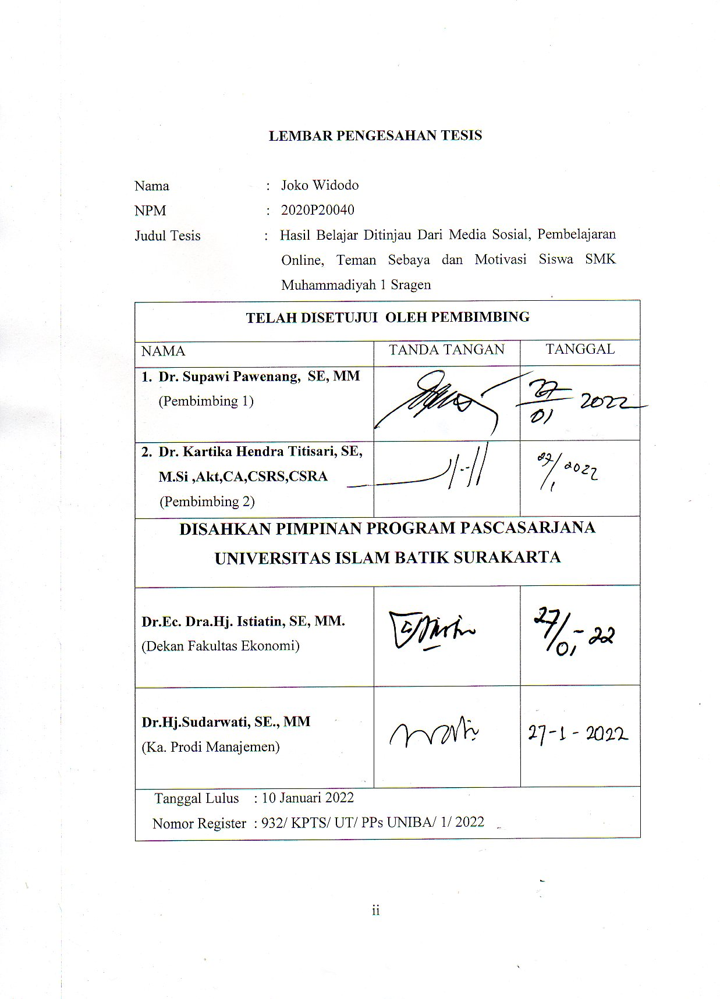 LEMBAR PENGESAHAN TESIS
Nama : Joko Widodo
NPM : 2020P20040
Judul Tesis : Hasil Belajar Ditinjau Dari Media Sosial, Pembelajaran
Online, Teman Sebaya dan Motivasi Siswa SMK
Muhammadiyah 1 Sragen
TELAH DISETUJUI OLEH PEMBIMBING
NAMA TANDA TANGAN TANGGAL
1. Dr. Supawi Pawenang, SE, MM
(Pembimbing 1)
27/01 2022
2. Dr. Kartika Hendra Titisari, SE,
M.Si ,Akt,CA,CSRS,CSRA
(Pembimbing 2)
27/1 2022
DISAHKAN PIMPINAN PROGRAM PASCASARJANA
UNIVERSITAS ISLAM BATIK SURAKARTA
Dr.Ec. Dra.Hj. Istiatin, SE, MM.
(Dekan Fakultas Ekonomi)
27/01-22
Dr.Hj.Sudarwati, SE., MM
(Ka. Prodi Manajemen)
27-1-2022
Tanggal Lulus : 10 Januari 2022
Nomor Register : 932/ KPTS/ UT/ PPs UNIBA/ 1/ 2022
ii